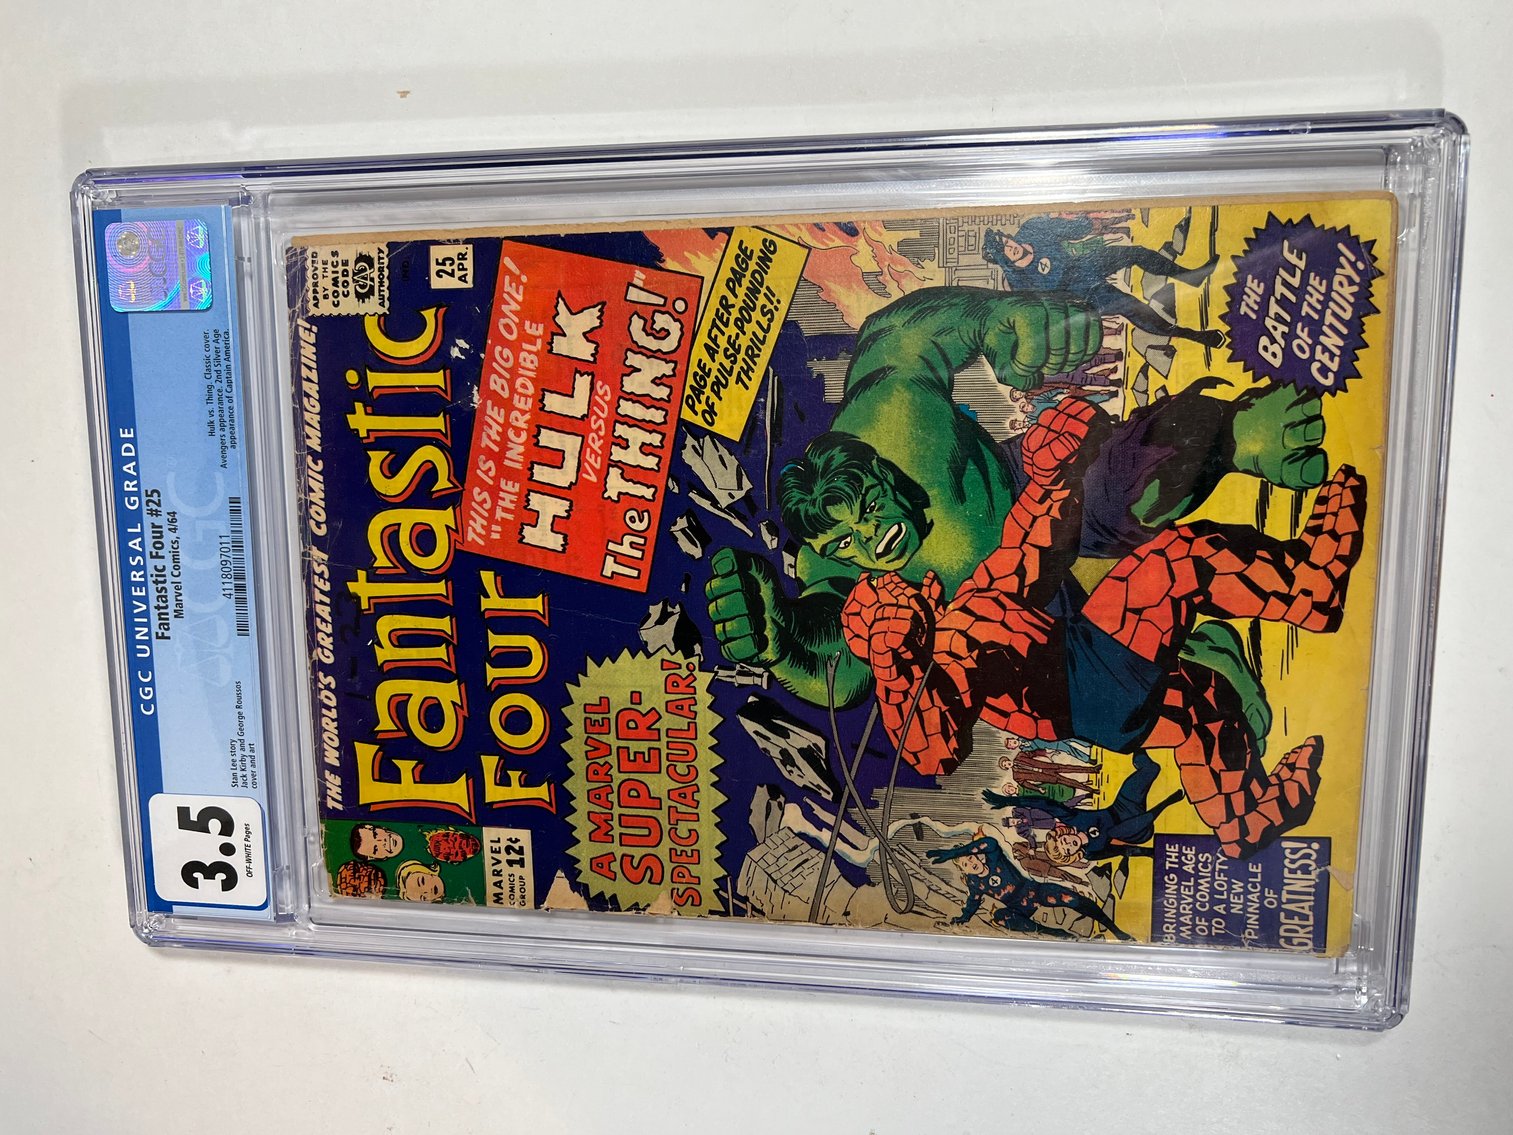 CGC UNIVERSAL GRADE
3.5
OFF-WHITE Pages
Fantastic Four #25
Marvel Comics, 4/64
Stan Lee story
Jack Kirby and George Roussos
cover and art
4118097011
Hulk vs. Thing. Classic cover.
Avengers appearance. 2nd Silver Age
appearance of Captain America.
CGC
THE WORLD'S GREATEST COMIC MAGAZINE!
Fantastic
Four
APPROVED
BY THE
COMICS
CODE
AUTHORITY
CA
IND.
25
APR.
MARVEL
COMICS
GROUP
12¢
THIS IS THE BIG ONE!
"THE INCREDIBLE
HULK
VERSUS
The THING!"
A MARVEL
SUPER-
SPECTACULAR!
PAGE AFTER PAGE
OF PULSE-POUNDING
THRILLS!!
4
BRINGING THE
MARVEL AGE
OF COMICS
TO A LOFTY
NEW
PINNACLE
OF
GREATNESS!
THE
BATTLE
OF THE
CENTURY!